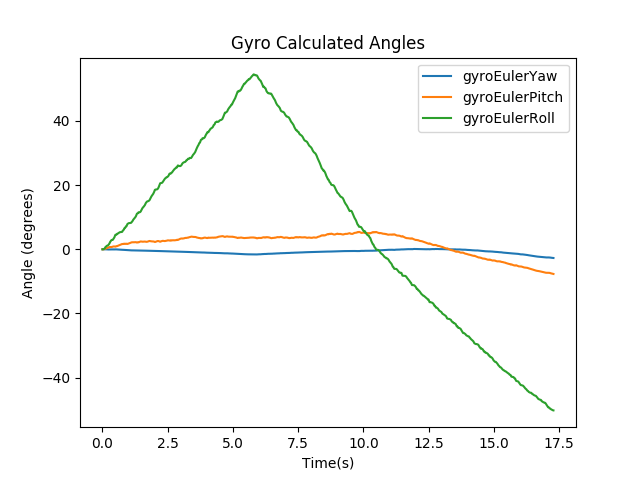 Gyro Calculated Angles
gyroEulerYaw
gyroEulerPitch
gyroEulerRoll
Angle (degrees)
40
20
0
−20
−40
0.0 2.5 5.0 7.5 10.0 12.5 15.0 17.5
Time(s)